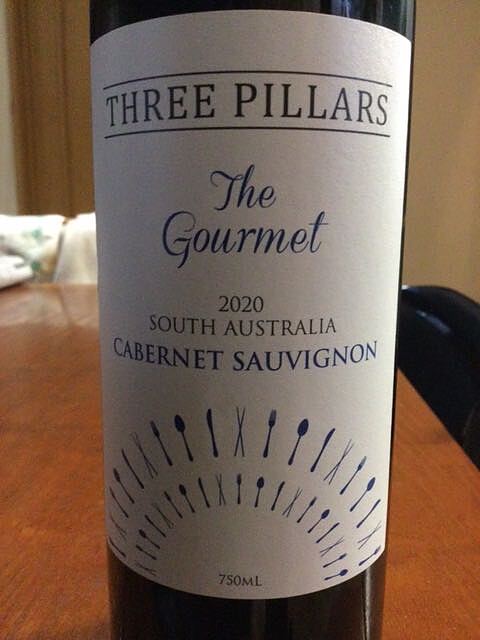 THREE PILLARS
The
Gourmet
2020
SOUTH AUSTRALIA
CABERNET SAUVIGNON
750ML